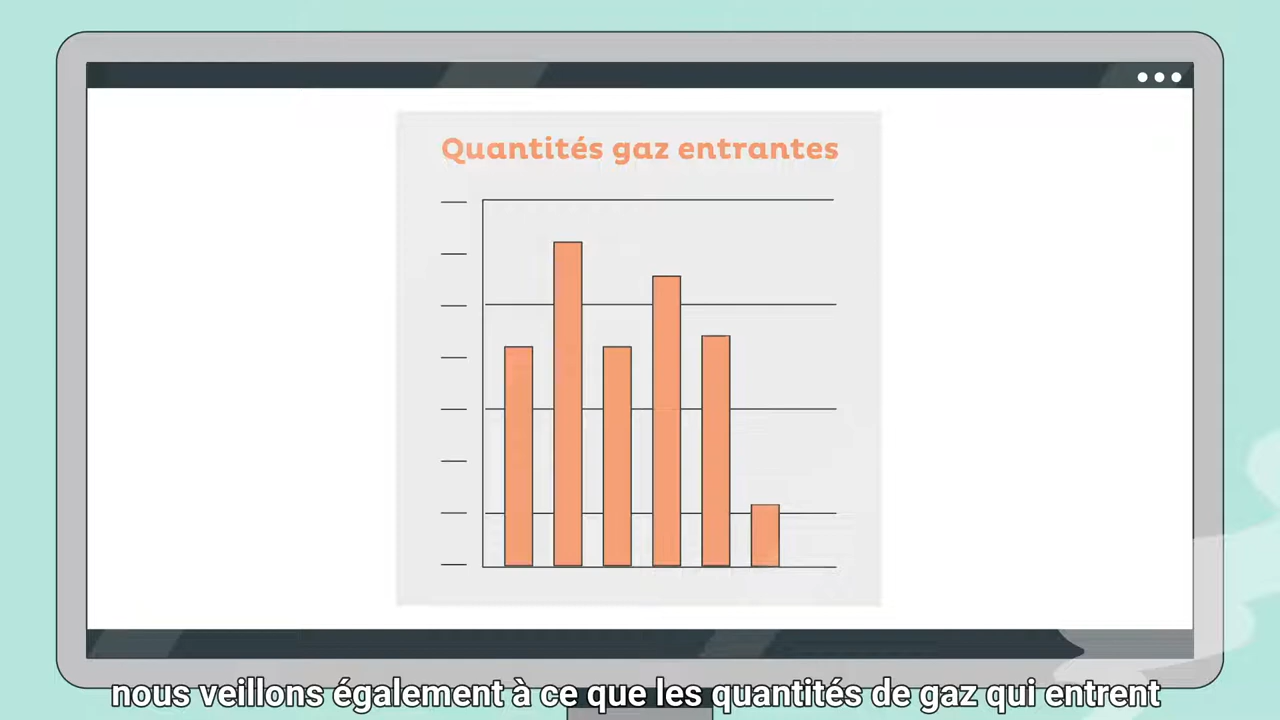 Quantités gaz entrantes
nous veillons également à ce que les quantités de gaz qui entrent